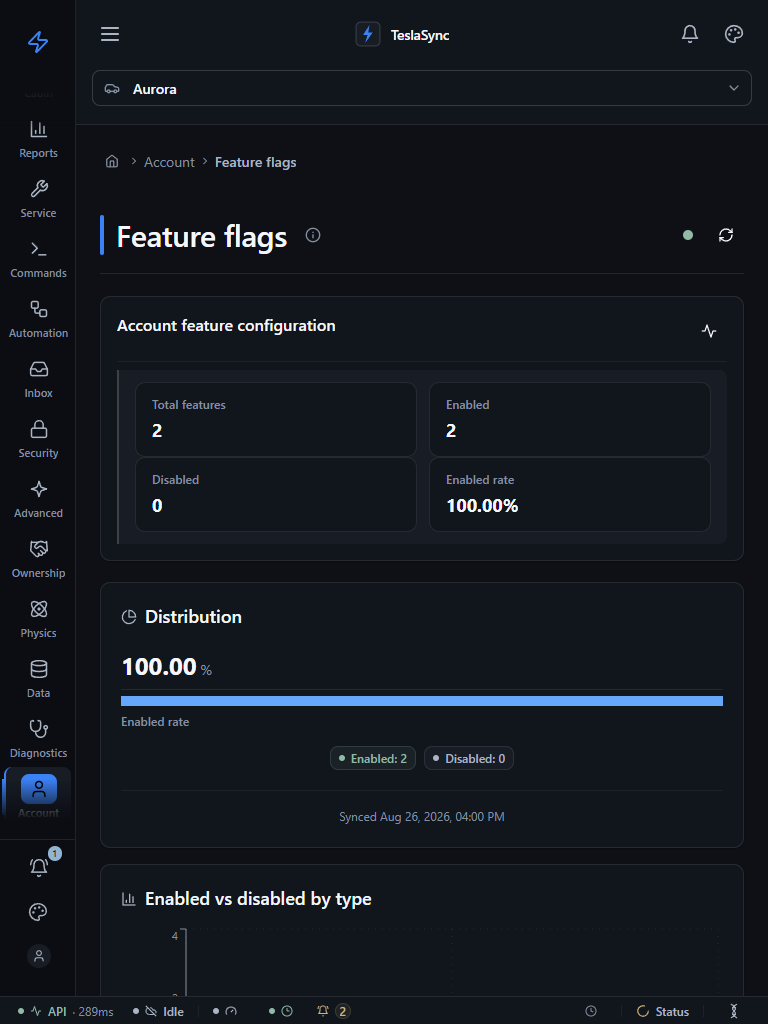 TeslaSync
Aurora
Reports
Service
Commands
Automation
Inbox
Security
Advanced
Ownership
Physics
Data
Diagnostics
Account
1
Account
Feature flags
Feature flags
Account feature configuration
Total features
2
Enabled
2
Disabled
0
Enabled rate
100.00%
Distribution
100.00 %
Enabled rate
Enabled: 2
Disabled: 0
Synced Aug 26, 2026, 04:00 PM
Enabled vs disabled by type
4
API · 289ms
Idle
2
Status